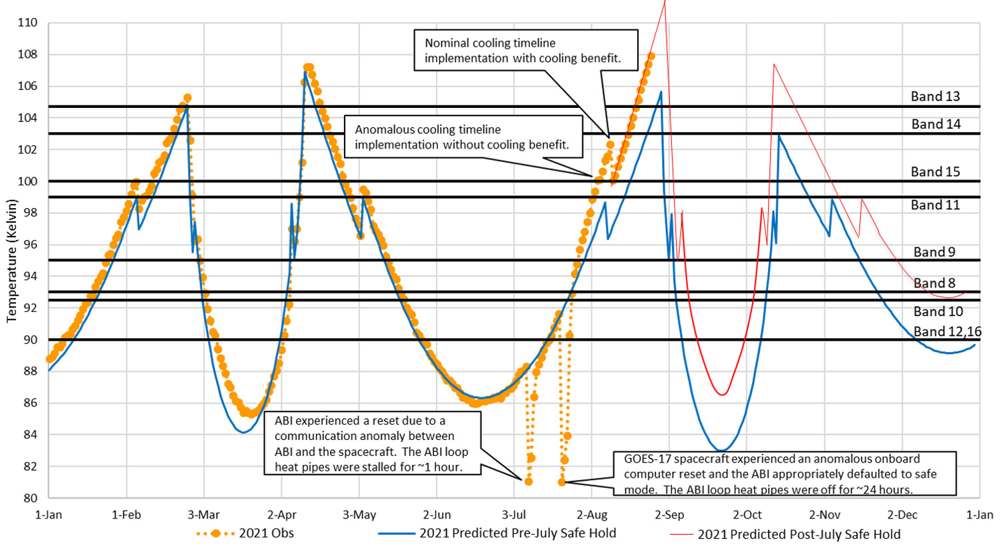 110
108
106
104
102
100
98
96
94
92
90
88
86
84
82
80
Temperature (Kelvin)
Nominal cooling timeline
implementation with cooling benefit.
Anomalous cooling timeline
implementation without cooling benefit.
Band 13
Band 14
Band 15
Band 11
Band 9
Band 8
Band 10
Band 12,16
ABI experienced a reset due to a
communication anomaly between
ABI and the spacecraft. The ABI loop
heat pipes were stalled for ~1 hour.
GOES-17 spacecraft experienced an anomalous onboard
computer reset and the ABI appropriately defaulted to safe
mode. The ABI loop heat pipes were off for ~24 hours.
1-Jan 1-Feb 3-Mar 2-Apr 3-May 2-Jun 3-Jul 2-Aug 2-Sep 2-Oct 2-Nov 2-Dec 1-Jan
2021 Obs 2021 Predicted Pre-July Safe Hold 2021 Predicted Post-July Safe Hold